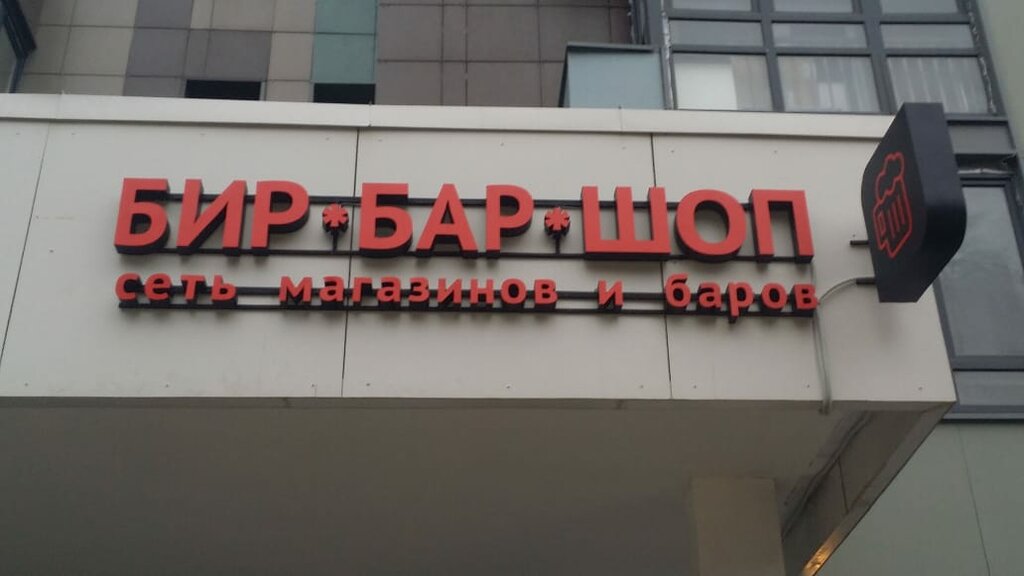 БИР*БАР*ШОП
сеть магазинов и баров